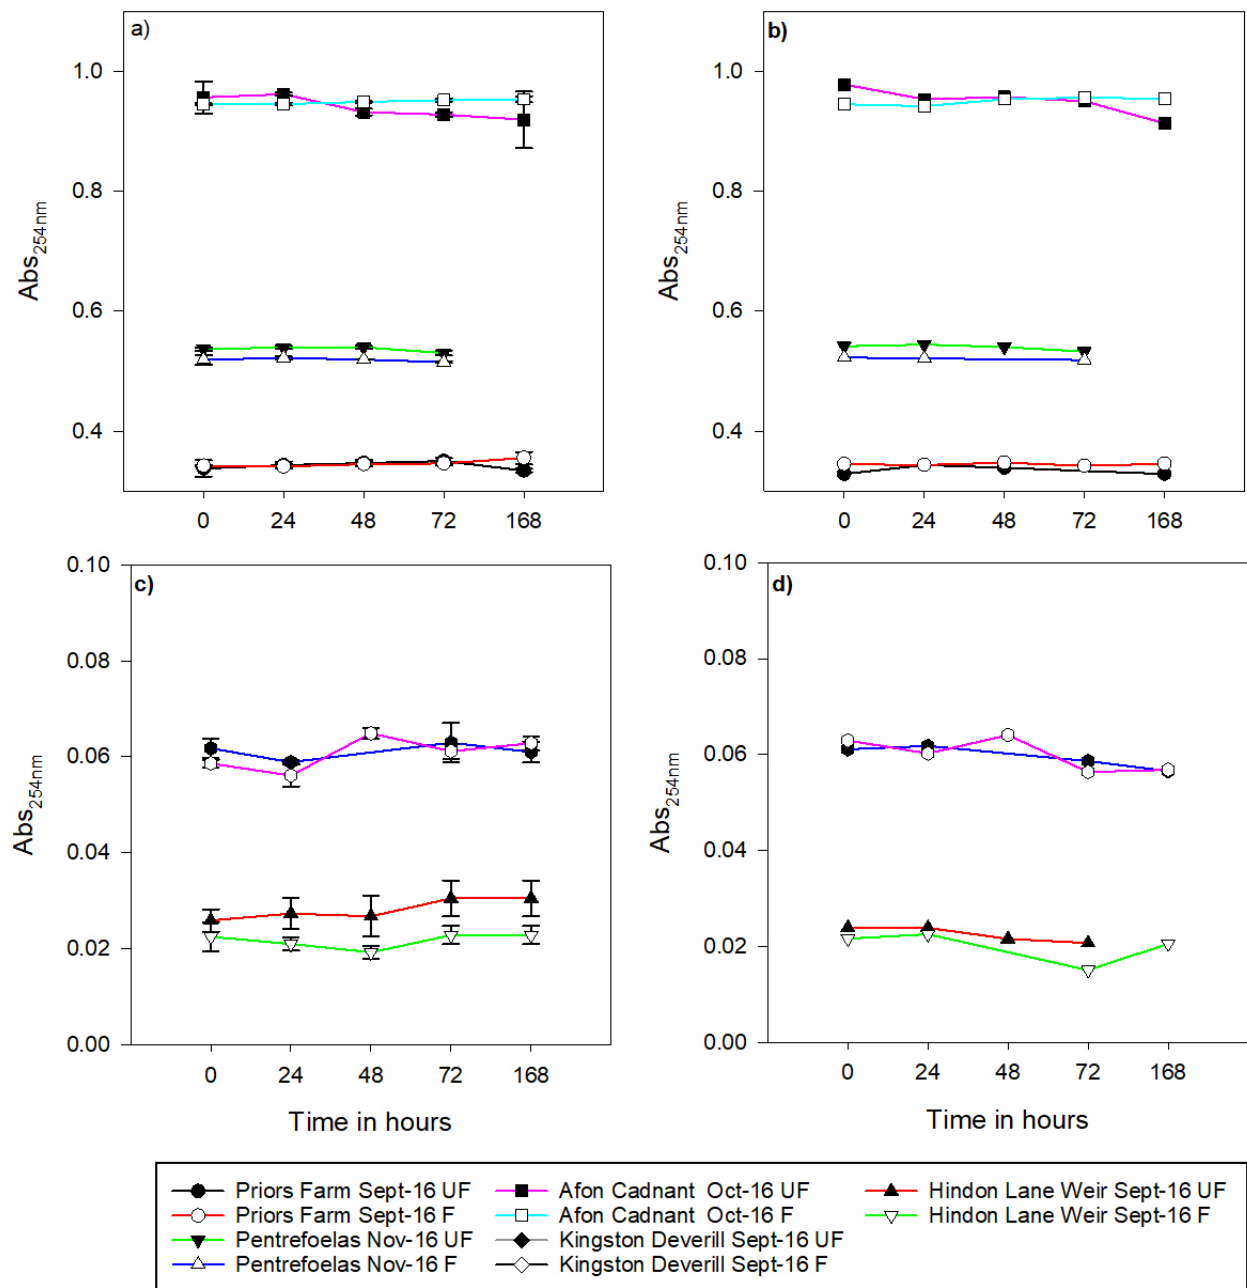 a)
1.0
0.8
0.6
0.4
Abs254nm
0 24 48 72 168
b)
1.0
0.8
0.6
0.4
Abs254nm
0 24 48 72 168
c)
0.10
0.08
0.06
0.04
0.02
0.00
Abs254nm
0 24 48 72 168
Time in hours
d)
0.10
0.08
0.06
0.04
0.02
0.00
Abs254nm
0 24 48 72 168
Time in hours
Priors Farm Sept-16 UF
Priors Farm Sept-16 F
Pentrefoelas Nov-16 UF
Pentrefoelas Nov-16 F
Afon Cadnant Oct-16 UF
Afon Cadnant Oct-16 F
Kingston Deverill Sept-16 UF
Kingston Deverill Sept-16 F
Hindon Lane Weir Sept-16 UF
Hindon Lane Weir Sept-16 F